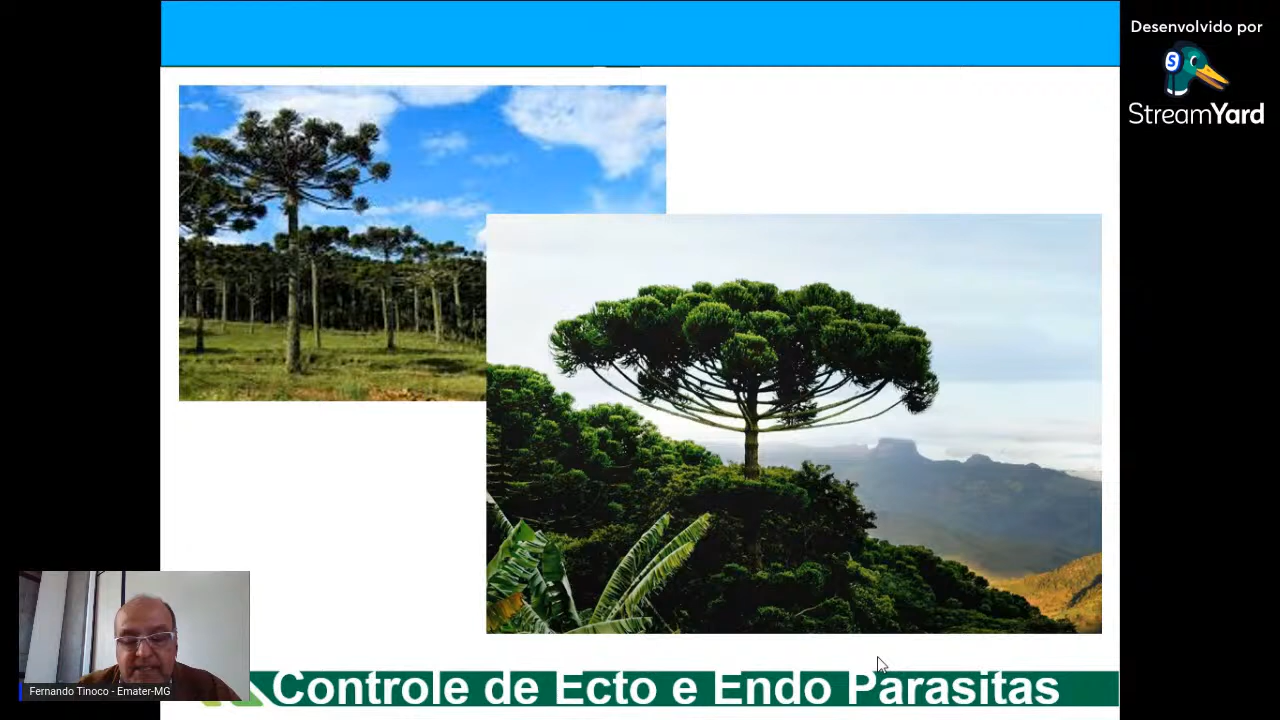 Desenvolvido por
S
StreamYard
Fernando Tinoco - Emater-MG
Controle de Ecto e Endo Parasitas